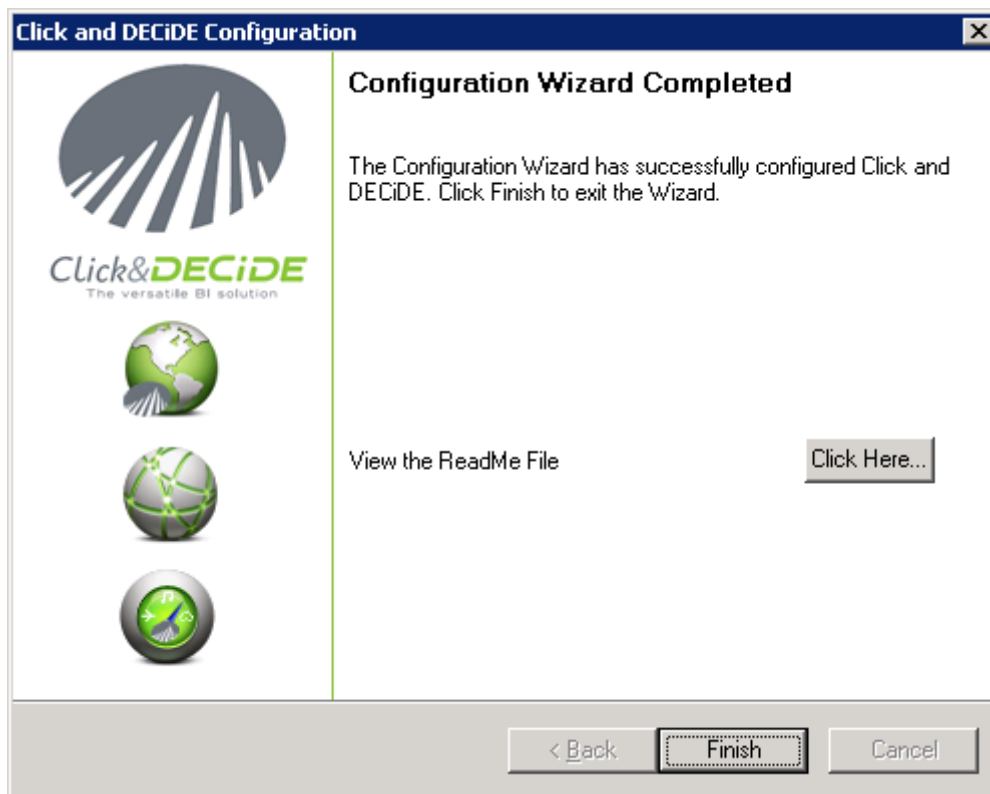 Click and DECiDE Configuration
Configuration Wizard Completed
The Configuration Wizard has successfully configured Click and
DECiDE. Click Finish to exit the Wizard.
Click&DECiDE
The versatile BI solution
View the ReadMe File
Click Here...
< Back
Finish
Cancel